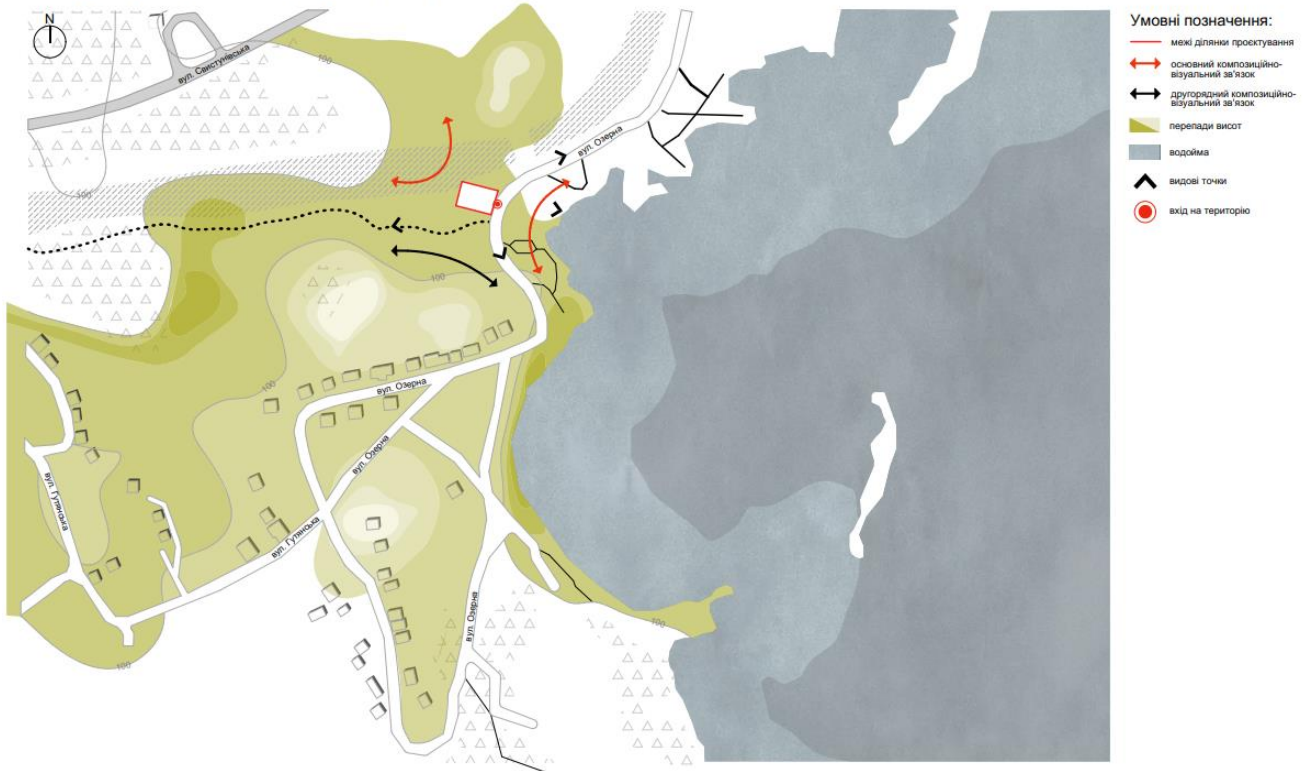 N
вул. Свистунівська
100
100
вул. Озерна
100
100
вул. Озерна
вул. Озерна
вул. Гутянська
вул. Гутянська
вул. Озерна
100
100
Умовні позначення:
межі ділянки проєктування
основний композиційно-
візуальний зв'язок
другорядний композиційно-
візуальний зв'язок
перепади висот
водойма
видові точки
вхід на територію